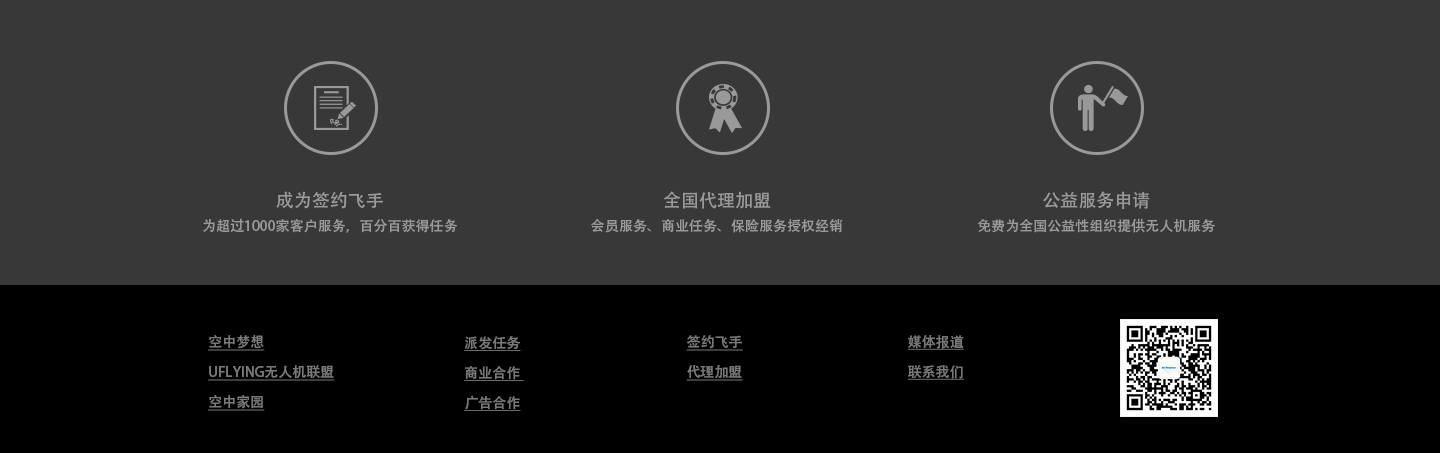 成为签约飞手
为超过1000家客户服务，百分百获得任务
全国代理加盟
会员服务、商业任务、保险服务授权经销
公益服务申请
免费为全国公益性组织提供无人机服务
空中梦想
UFLYING无人机联盟
空中家园
派发任务
商业合作
广告合作
签约飞手
代理加盟
媒体报道
联系我们